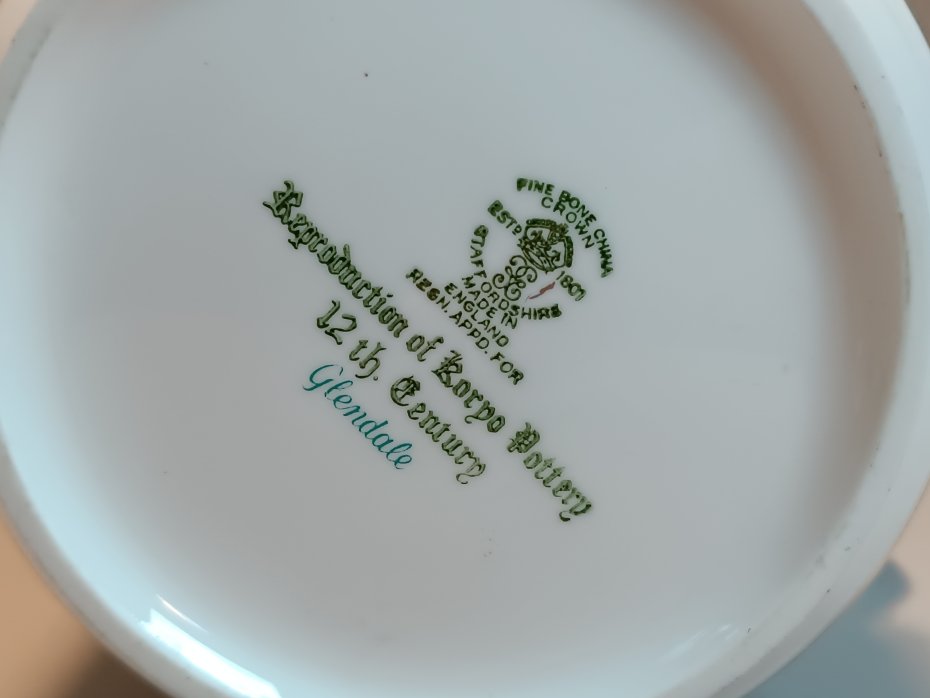 FINE BONE CHINA
CROWN
ESTD 1801
STAFFORDSHIRE
MADE IN
ENGLAND
REGN. APPD. FOR
Reproduction of Koryo Pottery
12 th. Century
Glendale